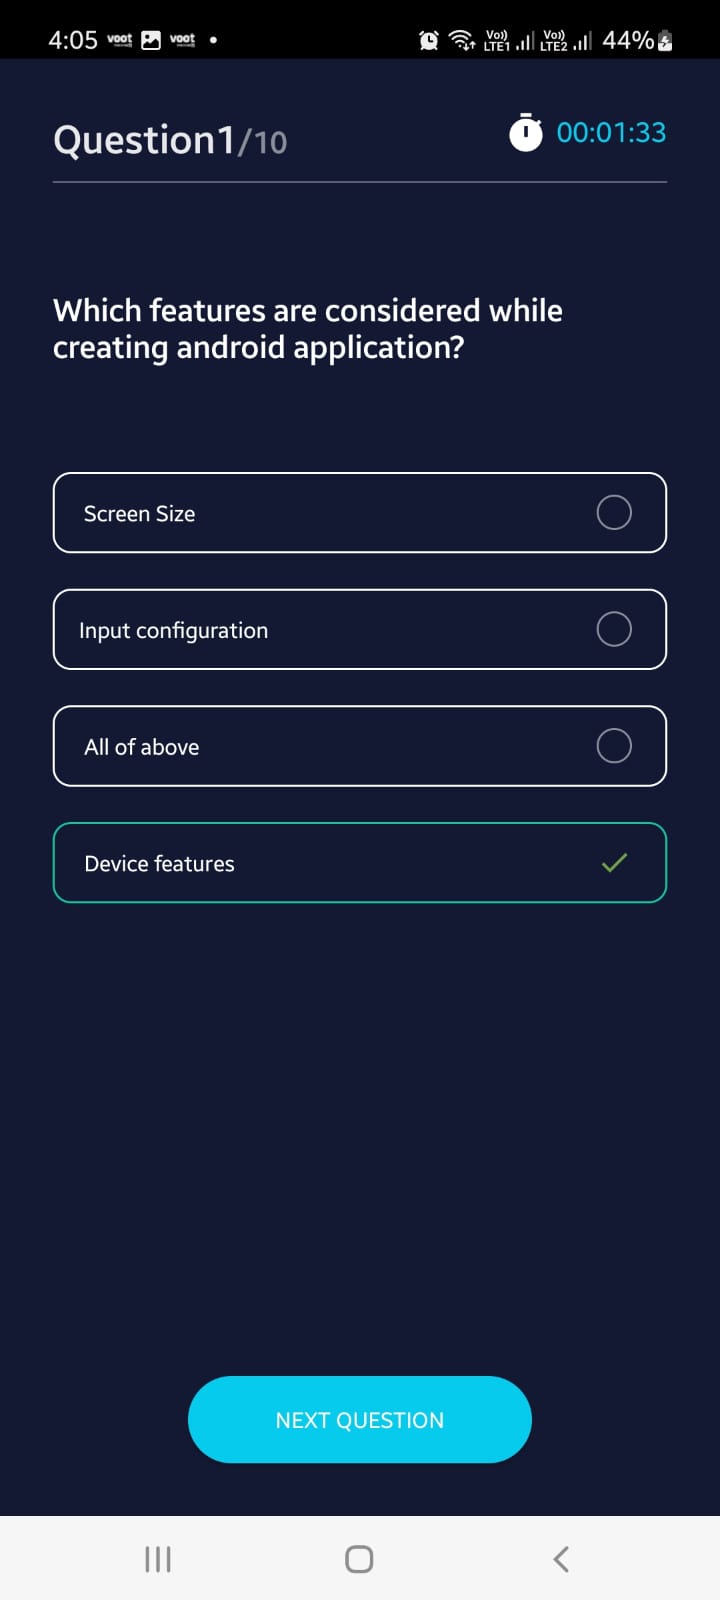 4:05 voot voot 44%
Vo)) LTE1 Vo)) LTE2
Question1/10
00:01:33
Which features are considered while
creating android application?
Screen Size
Input configuration
All of above
Device features
NEXT QUESTION